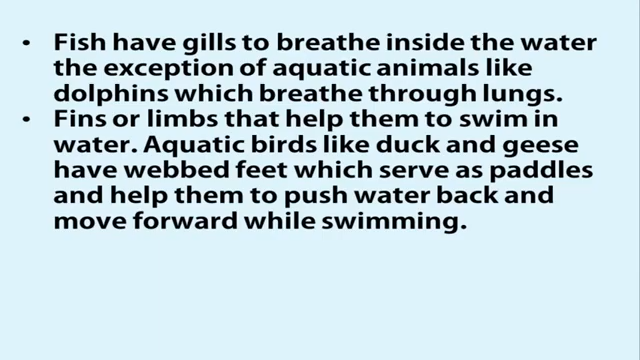 • Fish have gills to breathe inside the water
the exception of aquatic animals like
dolphins which breathe through lungs.
• Fins or limbs that help them to swim in
water. Aquatic birds like duck and geese
have webbed feet which serve as paddles
and help them to push water back and
move forward while swimming.